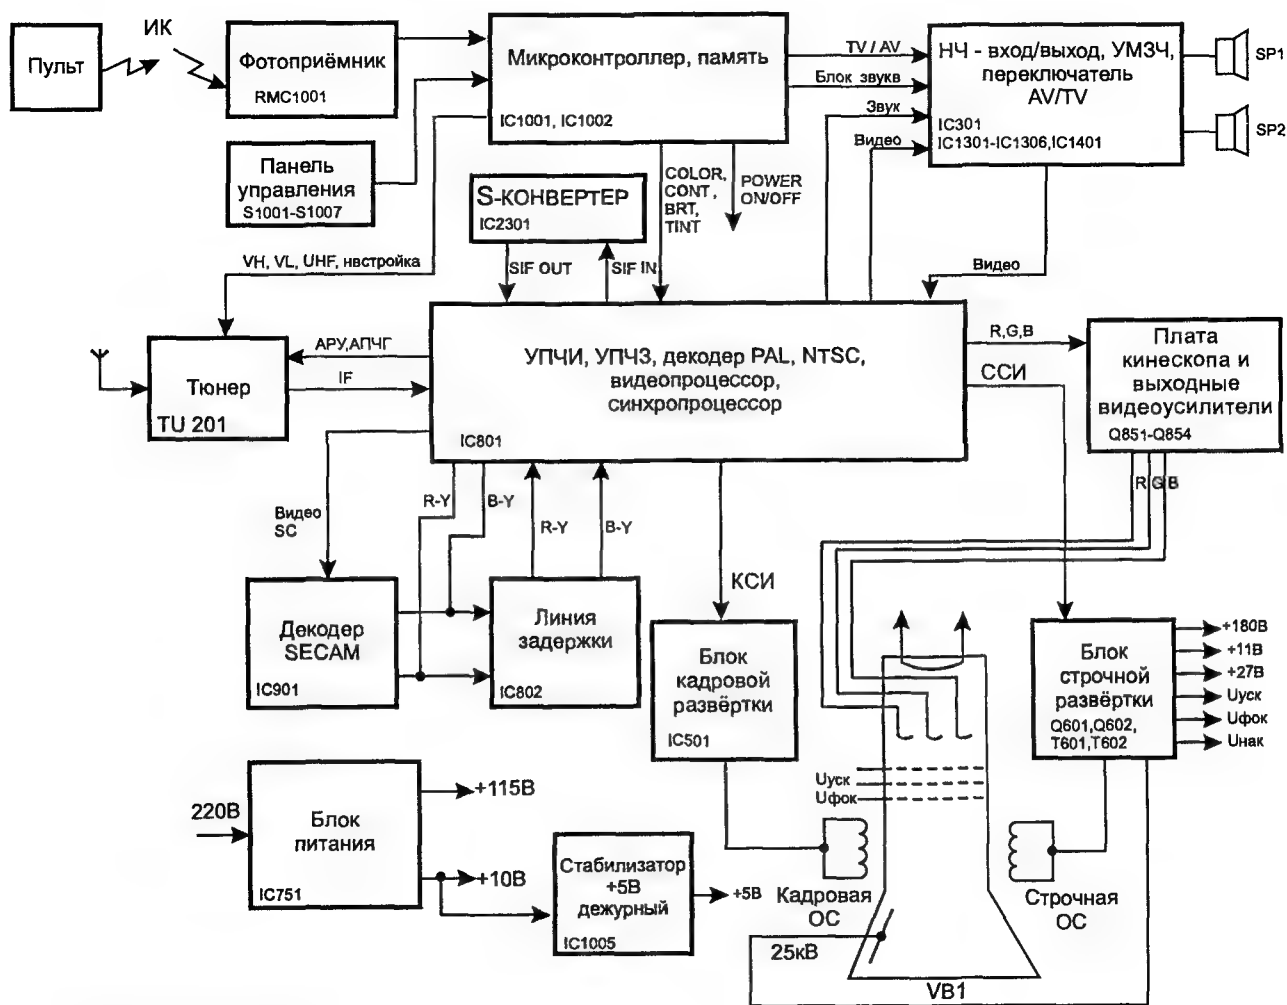 Пульт
ИК
Фотоприёмник
RMC1001
Микроконтроллер, память
IC1001, IC1002
TV / AV
Блок звукв
Звук
Видео
НЧ - вход/выход, УМЗЧ,
переключатель
AV/TV
IC301
IC1301-IC1306,IC1401
SP1
SP2
Панель
управления
S1001-S1007
S-КОНВЕРТЕР
IC2301
COLOR,
CONT,
BRT,
TINT
POWER
ON/OFF
VH, VL, UHF, нвстройка
SIF OUT
SIF IN
Видео
Тюнер
TU 201
АРУ,АПЧГ
IF
УПЧИ, УПЧЗ, декодер PAL, NTSC,
видеопроцессор,
синхропроцессор
IC801
R,G,B
ССИ
Плата
кинескопа и
выходные
видеоусилители
Q851-Q854
R G B
Видео
SC
R-Y
B-Y
R-Y
B-Y
КСИ
Декодер
SECAM
IC901
Линия
задержки
IC802
Блок
кадровой
развёртки
IC501
Блок
строчной
развёртки
Q601,Q602,
T601,T602
+180В
+11В
+27В
Uуск
Uфок
Uнак
220В
Блок
питания
IC751
+115В
+10В
Стабилизатор
+5В
дежурный
IC1005
+5В
Uуск
Uфок
Кадровая
ОС
Строчная
ОС
25кВ
VB1